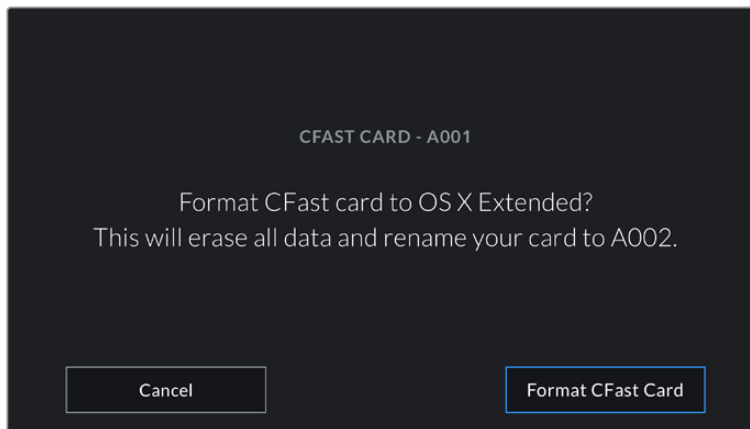 CFAST CARD - A001
Format CFast card to OS X Extended?
This will erase all data and rename your card to A002.
Cancel
Format CFast Card